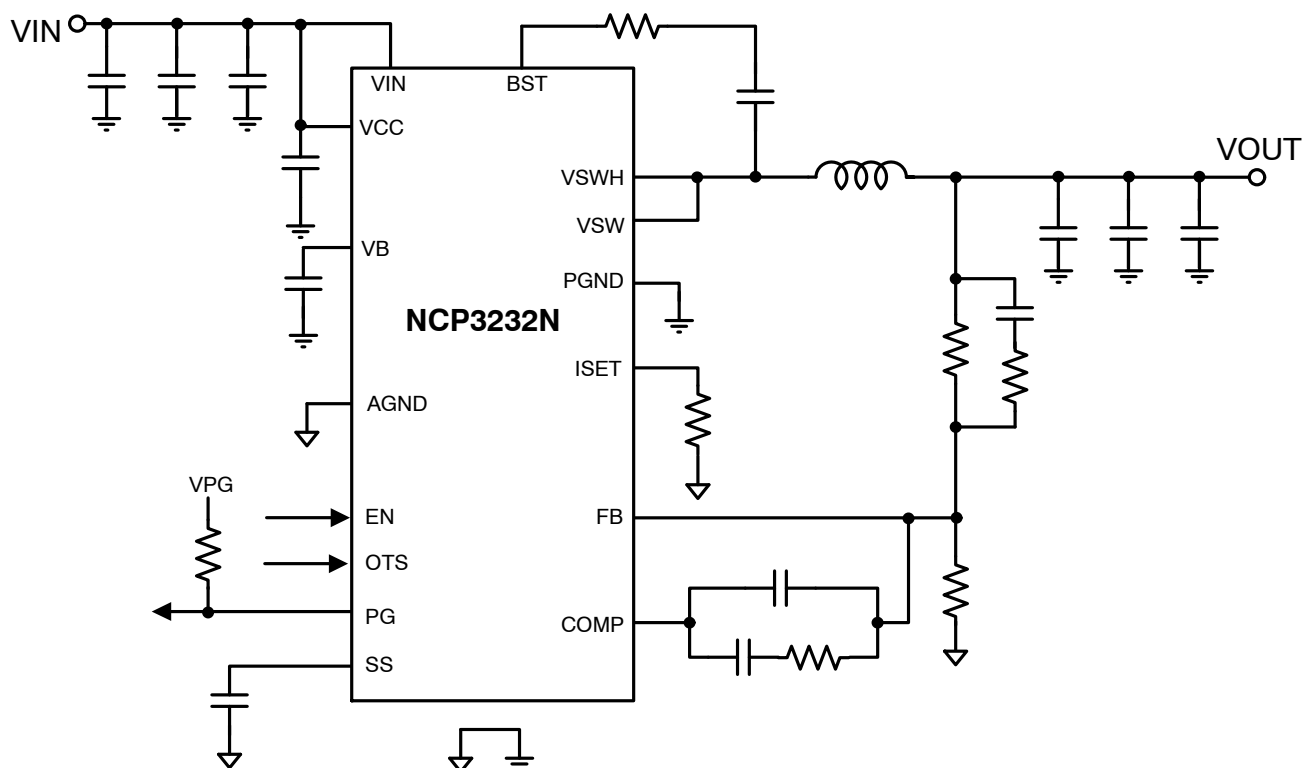 VIN
VIN
BST
VCC
VSWH
VOUT
VSW
VB
PGND
NCP3232N
ISET
AGND
VPG
EN
FB
OTS
PG
COMP
SS